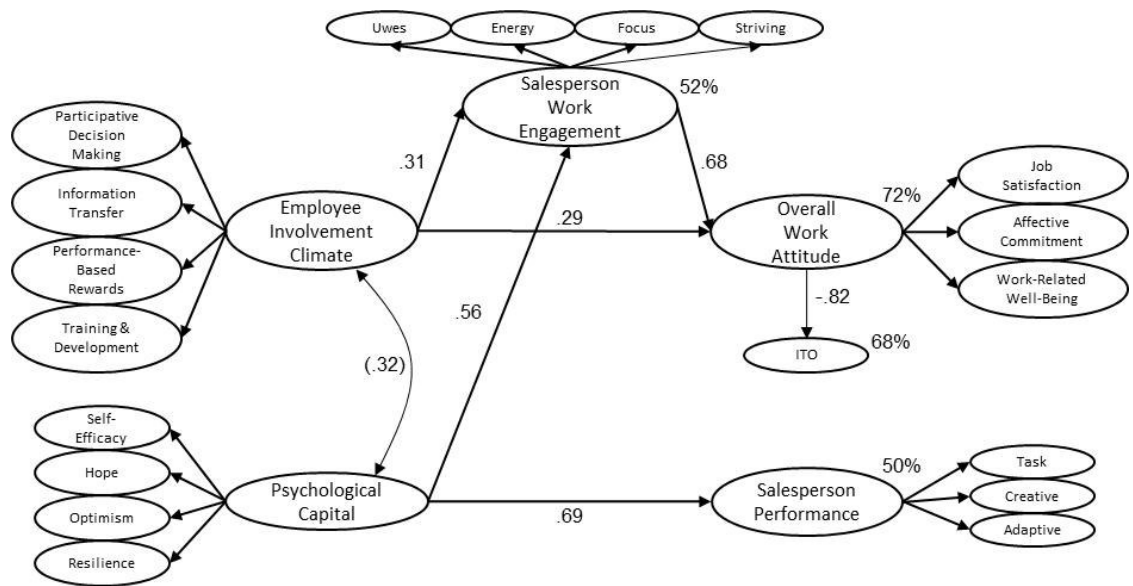 Uwes
Energy
Focus
Striving
Salesperson
Work
Engagement
52%
Participative
Decision
Making
Information
Transfer
Performance-
Based
Rewards
Training &
Development
Employee
Involvement
Climate
.31
.68
.29
Overall
Work
Attitude
72%
Job
Satisfaction
Affective
Commitment
Work-Related
Well-Being
-.82
ITO
68%
.56
(.32)
Self-
Efficacy
Hope
Optimism
Resilience
Psychological
Capital
.69
Salesperson
Performance
50%
Task
Creative
Adaptive